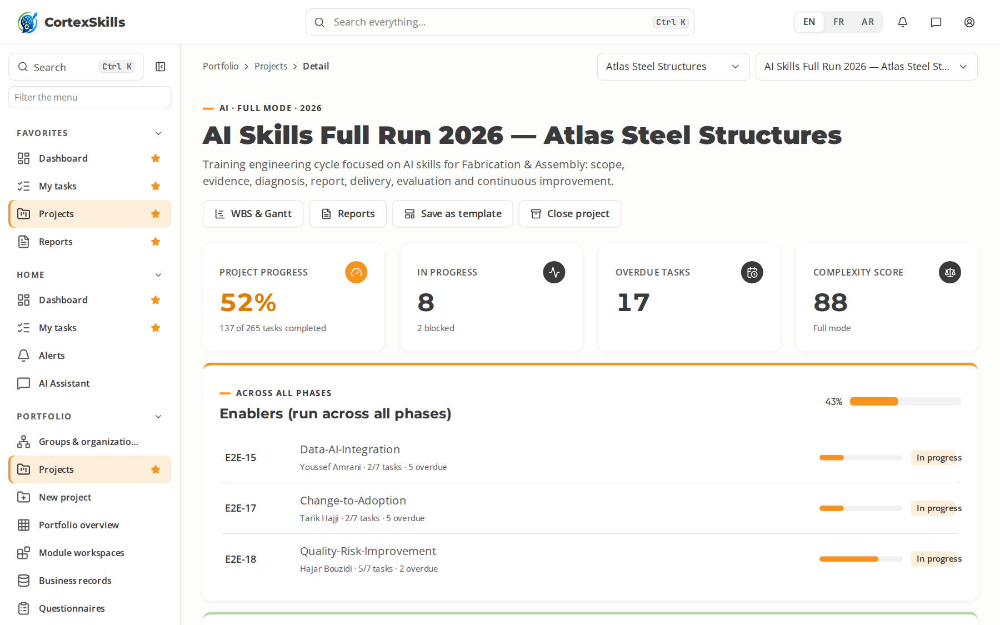 CortexSkills
Search everything...
Ctrl K
EN
FR
AR
Search
Ctrl K
Filter the menu
FAVORITES
Dashboard
My tasks
Projects
Reports
HOME
Dashboard
My tasks
Alerts
AI Assistant
PORTFOLIO
Groups & organizatio...
Projects
New project
Portfolio overview
Module workspaces
Business records
Questionnaires
Portfolio > Projects > Detail
Atlas Steel Structures
AI Skills Full Run 2026 — Atlas Steel St...
AI · FULL MODE · 2026
AI Skills Full Run 2026 — Atlas Steel Structures
Training engineering cycle focused on AI skills for Fabrication & Assembly: scope,
evidence, diagnosis, report, delivery, evaluation and continuous improvement.
WBS & Gantt
Reports
Save as template
Close project
PROJECT PROGRESS
52%
137 of 265 tasks completed
IN PROGRESS
8
2 blocked
OVERDUE TASKS
17
COMPLEXITY SCORE
88
Full mode
ACROSS ALL PHASES
Enablers (run across all phases)
43%
E2E-15
Data-AI-Integration
Youssef Amrani · 2/7 tasks · 5 overdue
In progress
E2E-17
Change-to-Adoption
Tarik Hajji · 2/7 tasks · 5 overdue
In progress
E2E-18
Quality-Risk-Improvement
Hajar Bouzidi · 5/7 tasks · 2 overdue
In progress